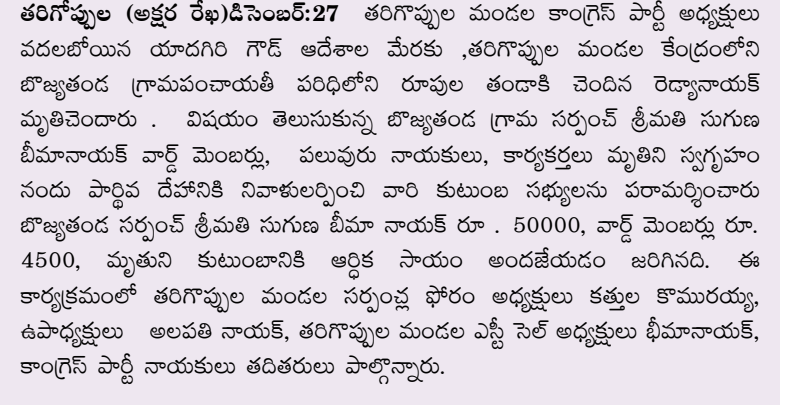 తరిగొప్పుల (అక్షర రేఖ)డిసెంబర్:27 తరిగొప్పుల మండల కాంగ్రెస్ పార్టీ అధ్యక్షులు
వదలబోయిన యాదగిరి గౌడ్ ఆదేశాల మేరకు ,తరిగొప్పుల మండల కేంద్రంలోని
బొజ్యతండ గ్రామపంచాయతీ పరిధిలోని రూపుల తండాకి చెందిన రెడ్యానాయక్
మృతిచెందారు . విషయం తెలుసుకున్న బొజ్యతండ గ్రామ సర్పంచ్ శ్రీమతి సుగుణ
బీమానాయక్ వార్డ్ మెంబర్లు, పలువురు నాయకులు, కార్యకర్తలు మృతిని స్వగృహం
నందు పార్థివ దేహానికి నివాళులర్పించి వారి కుటుంబ సభ్యులను పరామర్శించారు
బొజ్యతండ సర్పంచ్ శ్రీమతి సుగుణ బీమా నాయక్ రూ . 50000, వార్డ్ మెంబర్లు రూ.
4500, మృతుని కుటుంబానికి ఆర్థిక సాయం అందజేయడం జరిగినది. ఈ
కార్యక్రమంలో తరిగొప్పుల మండల సర్పంచ్ల ఫోరం అధ్యక్షులు కత్తుల కొమురయ్య,
ఉపాధ్యక్షులు అలపతి నాయక్, తరిగొప్పుల మండల ఎస్టీ సెల్ అధ్యక్షులు భీమానాయక్,
కాంగ్రెస్ పార్టీ నాయకులు తదితరులు పాల్గొన్నారు.